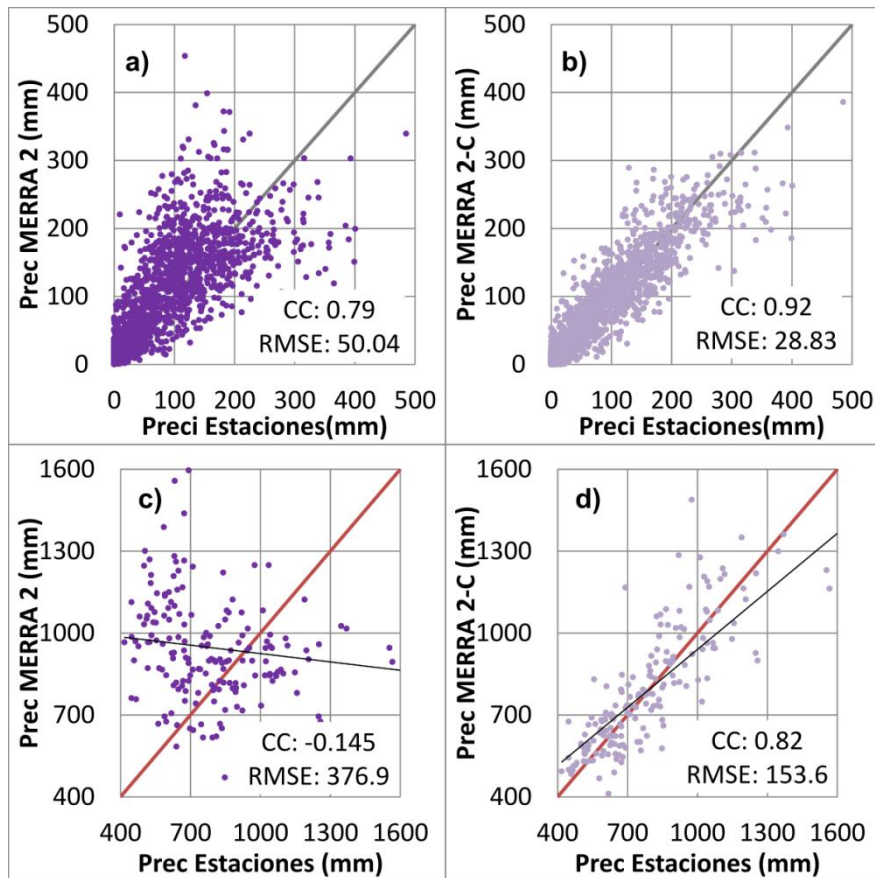 a)
Prec MERRA 2 (mm)
500
400
300
200
100
0
CC: 0.79
RMSE: 50.04
0 100 200 300 400 500
Preci Estaciones(mm)
b)
Prec MERRA 2-C (mm)
500
400
300
200
100
0
CC: 0.92
RMSE: 28.83
0 100 200 300 400 500
Preci Estaciones(mm)
c)
Prec MERRA 2 (mm)
1600
1300
1000
700
400
CC: -0.145
RMSE: 376.9
400 700 1000 1300 1600
Prec Estaciones (mm)
d)
Prec MERRA 2-C (mm)
1600
1300
1000
700
400
CC: 0.82
RMSE: 153.6
400 700 1000 1300 1600
Prec Estaciones (mm)